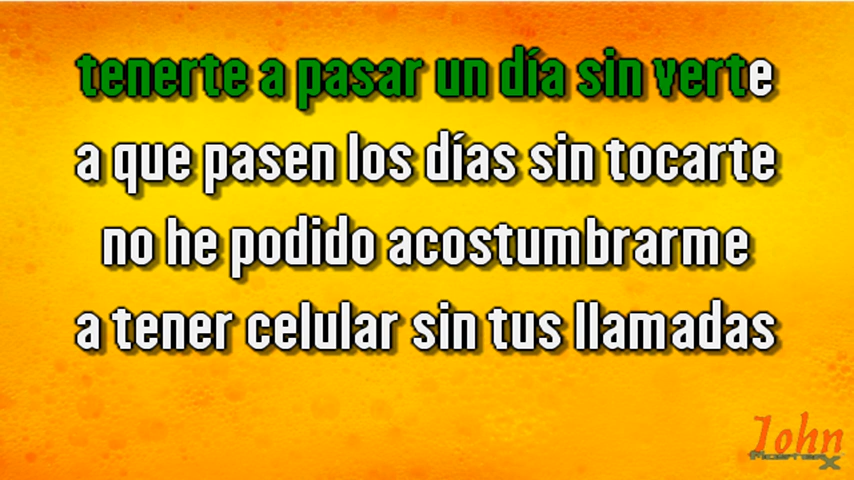 tenerte a pasar un día sin verte
a que pasen los días sin tocarte
no he podido acostumbrarme
a tener celular sin tus llamadas
John